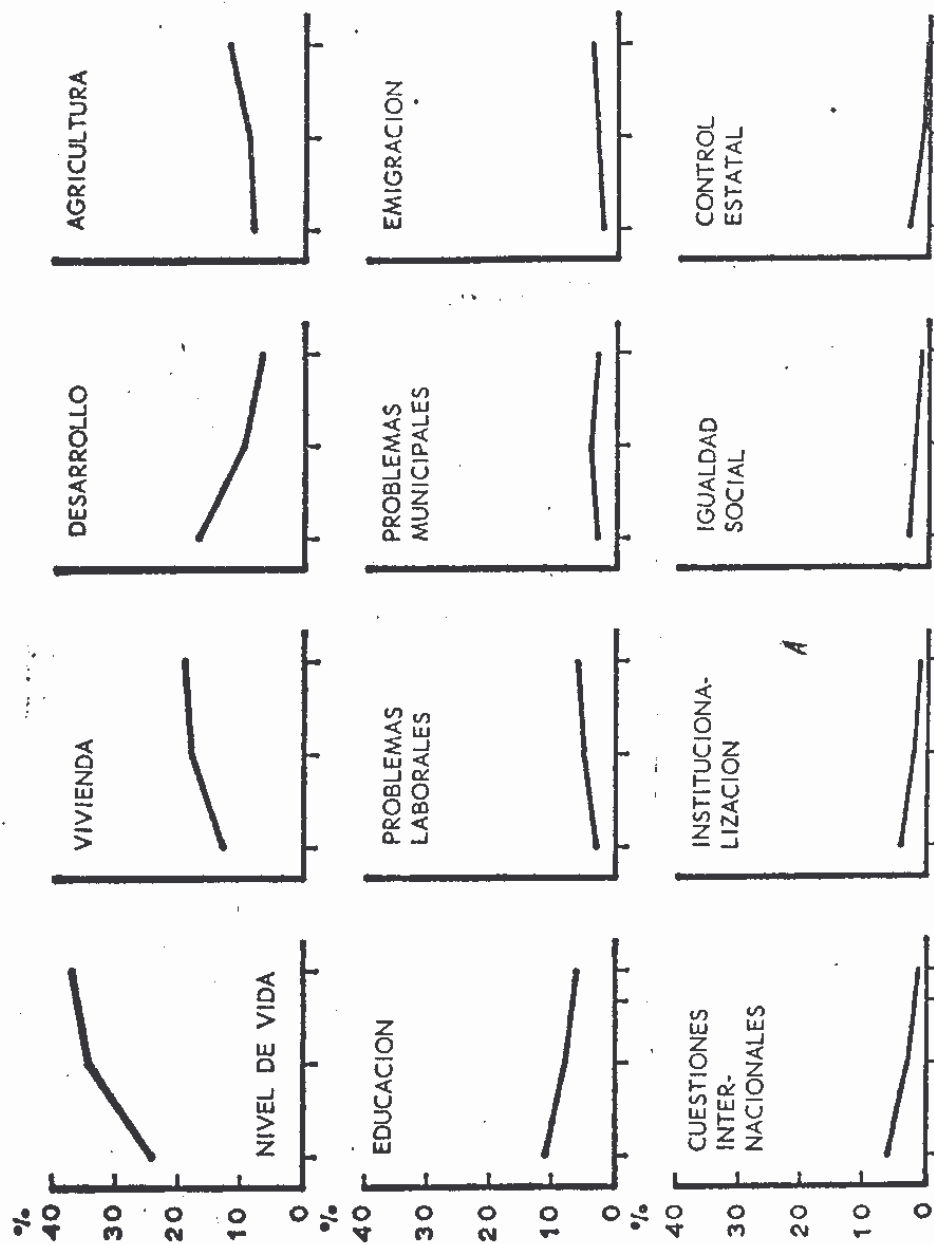 %
40
30
20
10
0
NIVEL DE VIDA
VIVIENDA
DESARROLLO
AGRICULTURA
40
30
20
10
0
EDUCACION
PROBLEMAS
LABORALES
PROBLEMAS
MUNICIPALES
EMIGRACION
%
40
30
20
10
0
CUESTIONES
INTER-
NACIONALES
INSTITUCIONA-
LIZACION
IGUALDAD
SOCIAL
CONTROL
ESTATAL